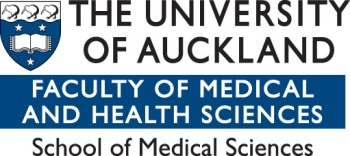 THE UNIVERSITY
OF AUCKLAND
FACULTY OF MEDICAL
AND HEALTH SCIENCES
School of Medical Sciences